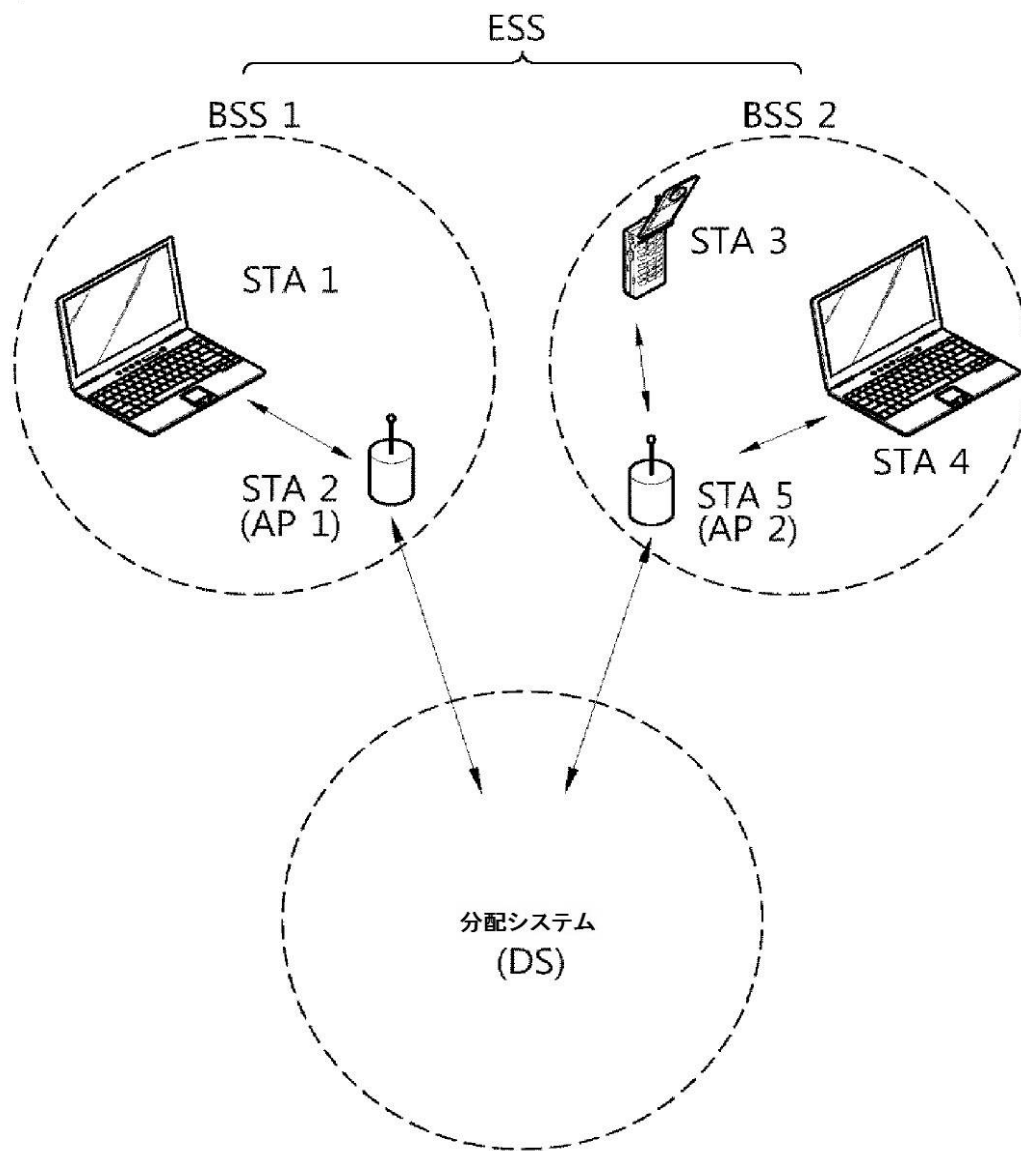 ESS
BSS 1
BSS 2
STA 1
STA 2
(AP 1)
STA 3
STA 4
STA 5
(AP 2)
分配システム
(DS)